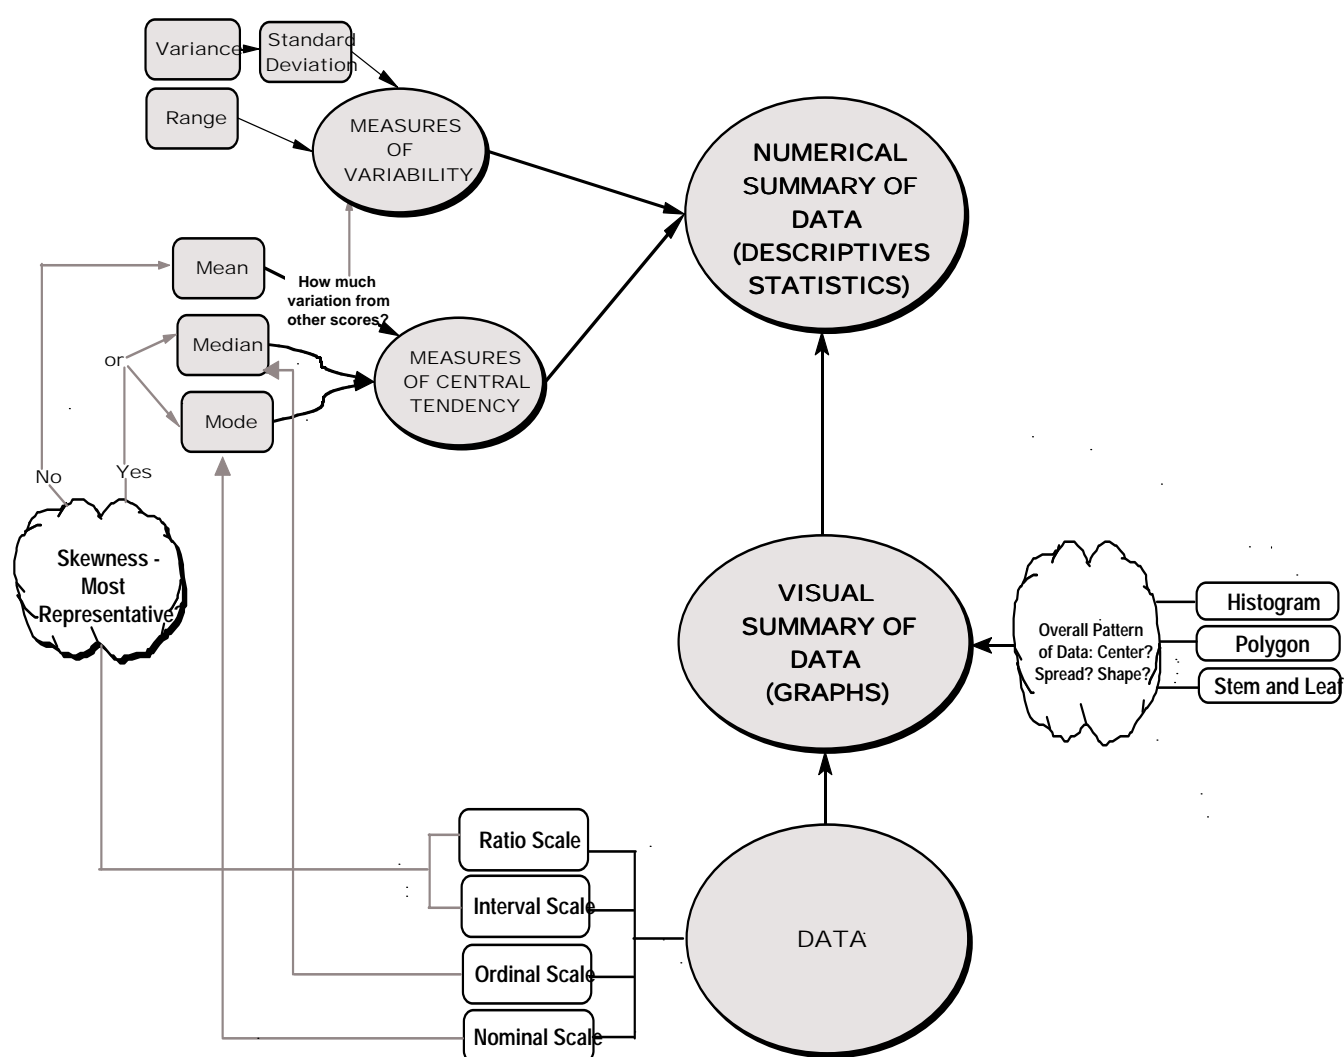 Variance
Standard
Deviation
Range
MEASURES
OF
VARIABILITY
NUMERICAL
SUMMARY OF
DATA
(DESCRIPTIVES
STATISTICS)
Mean
How much
variation from
other scores?
Median
or
Mode
MEASURES
OF CENTRAL
TENDENCY
No
Yes
Skewness -
Most
Representative
VISUAL
SUMMARY OF
DATA
(GRAPHS)
Overall Pattern
of Data: Center?
Spread? Shape?
Histogram
Polygon
Stem and Leaf
Ratio Scale
Interval Scale
Ordinal Scale
Nominal Scale
DATA